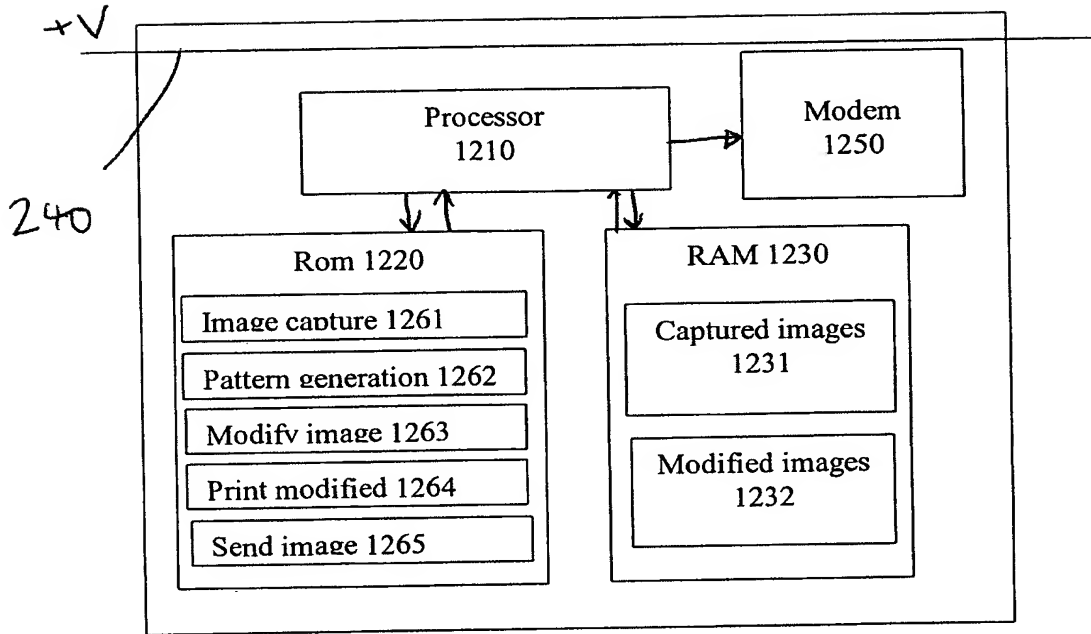 +V
Processor
1210
Modem
1250
240
Rom 1220
Image capture 1261
Pattern generation 1262
Modify image 1263
Print modified 1264
Send image 1265
RAM 1230
Captured images
1231
Modified images
1232